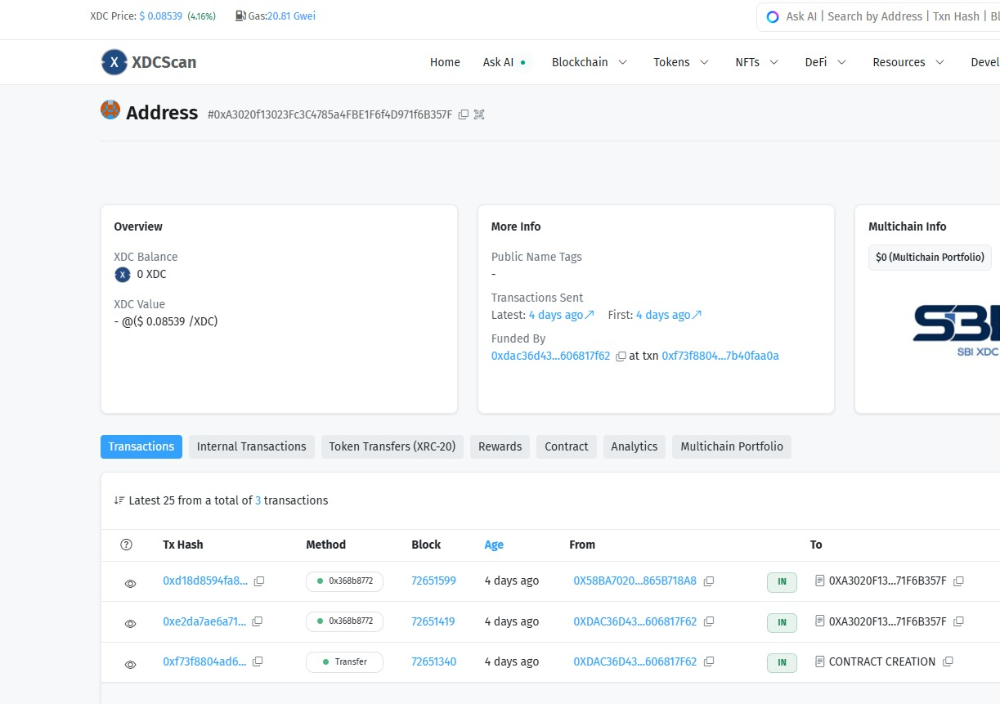 XDC Price: $ 0.08539 (4.16%) Gas:20.81 Gwei
Ask AI | Search by Address | Txn Hash | Bl
X XDCScan
Home Ask AI Blockchain Tokens NFTs DeFi Resources Devel
Address #0xA3020f13023Fc3C4785a4FBE1F6f4D971f6B357F
Overview
XDC Balance
X 0 XDC
XDC Value
- @($ 0.08539 /XDC)
More Info
Public Name Tags
-
Transactions Sent
Latest: 4 days ago↗ First: 4 days ago↗
Funded By
0xdac36d43...606817f62 at txn 0xf73f8804...7b40faa0a
Multichain Info
$0 (Multichain Portfolio)
SBI
SBI XDC
Transactions Internal Transactions Token Transfers (XRC-20) Rewards Contract Analytics Multichain Portfolio
Latest 25 from a total of 3 transactions
? Tx Hash Method Block Age From To
0xd18d8594fa8... 0x368b8772 72651599 4 days ago 0X58BA7020...865B718A8 IN 0XA3020F13...71F6B357F
0xe2da7ae6a71... 0x368b8772 72651419 4 days ago 0XDAC36D43...606817F62 IN 0XA3020F13...71F6B357F
0xf73f8804ad6... Transfer 72651340 4 days ago 0XDAC36D43...606817F62 IN CONTRACT CREATION